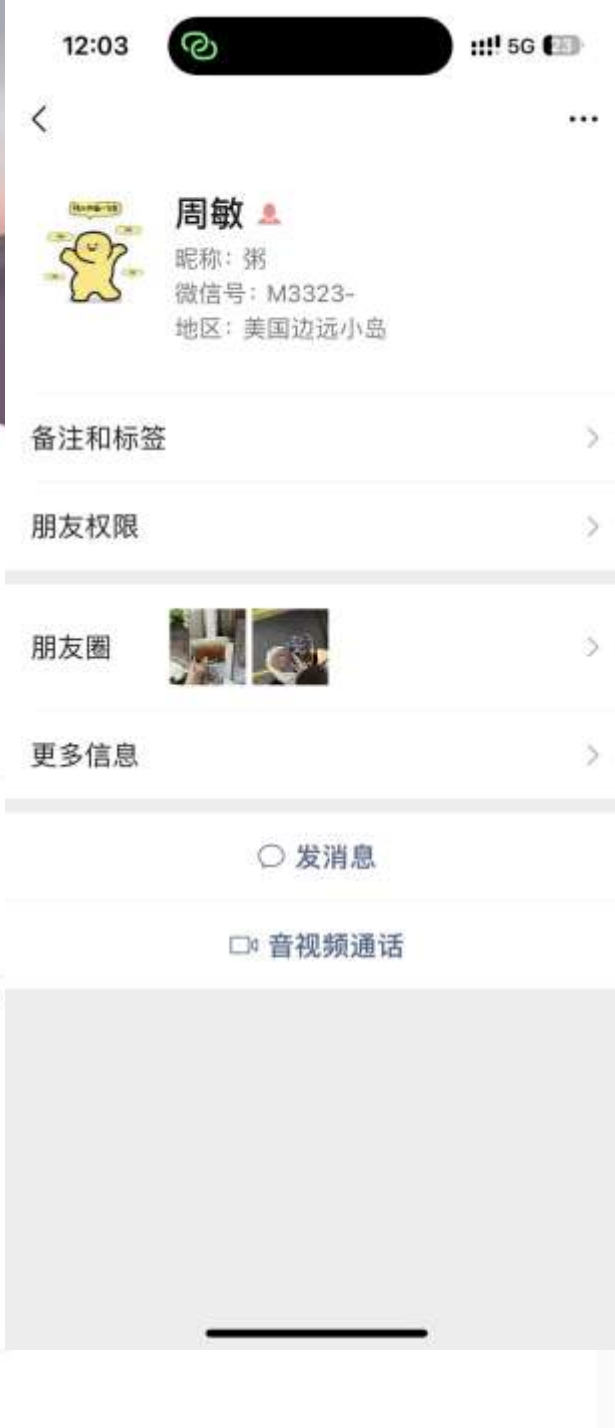 12:03
5G 23
周敏
昵称：粥
微信号：M3323-
地区：美国边远小岛
备注和标签
朋友权限
朋友圈
更多信息
发消息
音视频通话